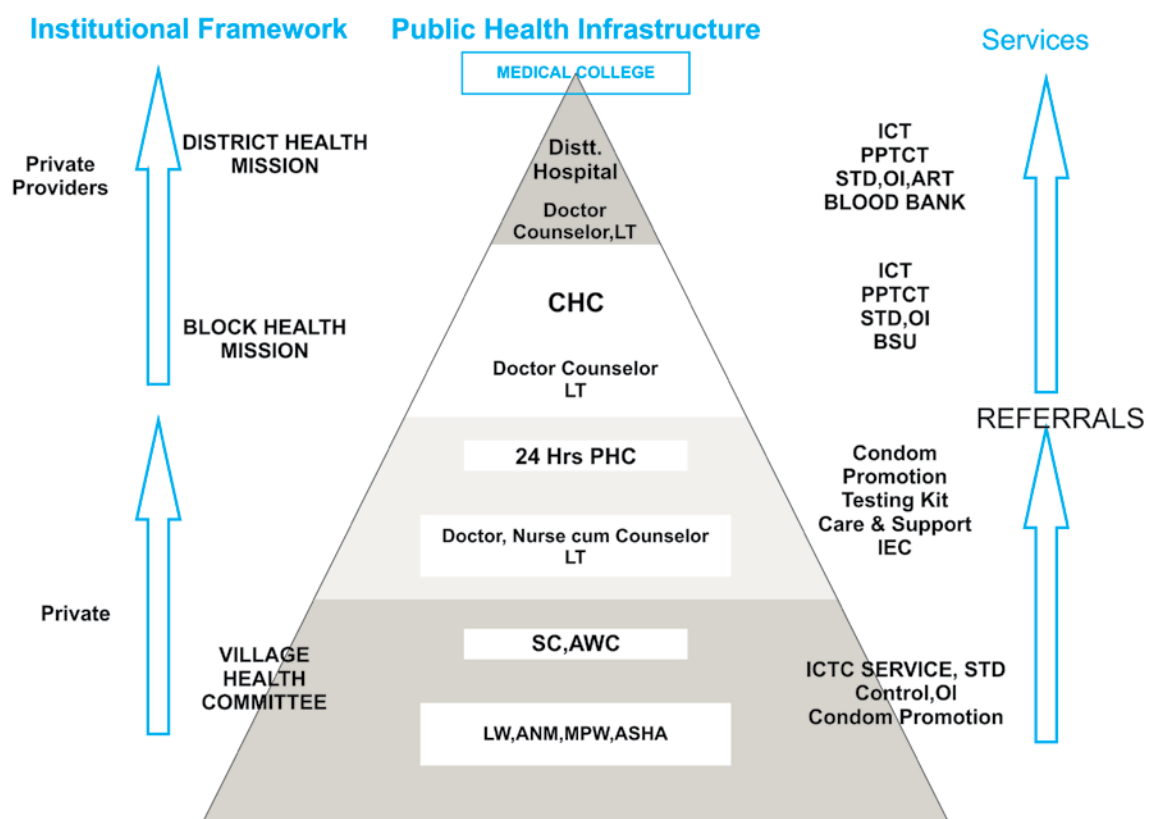 Institutional Framework
Public Health Infrastructure
Services
MEDICAL COLLEGE
Private
Providers
DISTRICT HEALTH
MISSION
BLOCK HEALTH
MISSION
Private
VILLAGE
HEALTH
COMMITTEE
Distt.
Hospital
Doctor
Counselor,LT
CHC
Doctor Counselor
LT
24 Hrs PHC
Doctor, Nurse cum Counselor
LT
SC,AWC
LW,ANM,MPW,ASHA
ICT
PPTCT
STD,OI,ART
BLOOD BANK
ICT
PPTCT
STD,OI
BSU
REFERRALS
Condom
Promotion
Testing Kit
Care & Support
IEC
ICTC SERVICE, STD
Control,OI
Condom Promotion